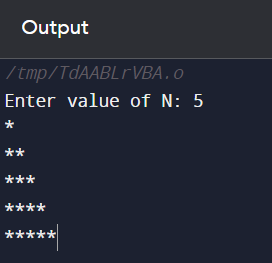 Output
/tmp/TdAABLrVBA.o
Enter value of N: 5
*
**
***
****
*****